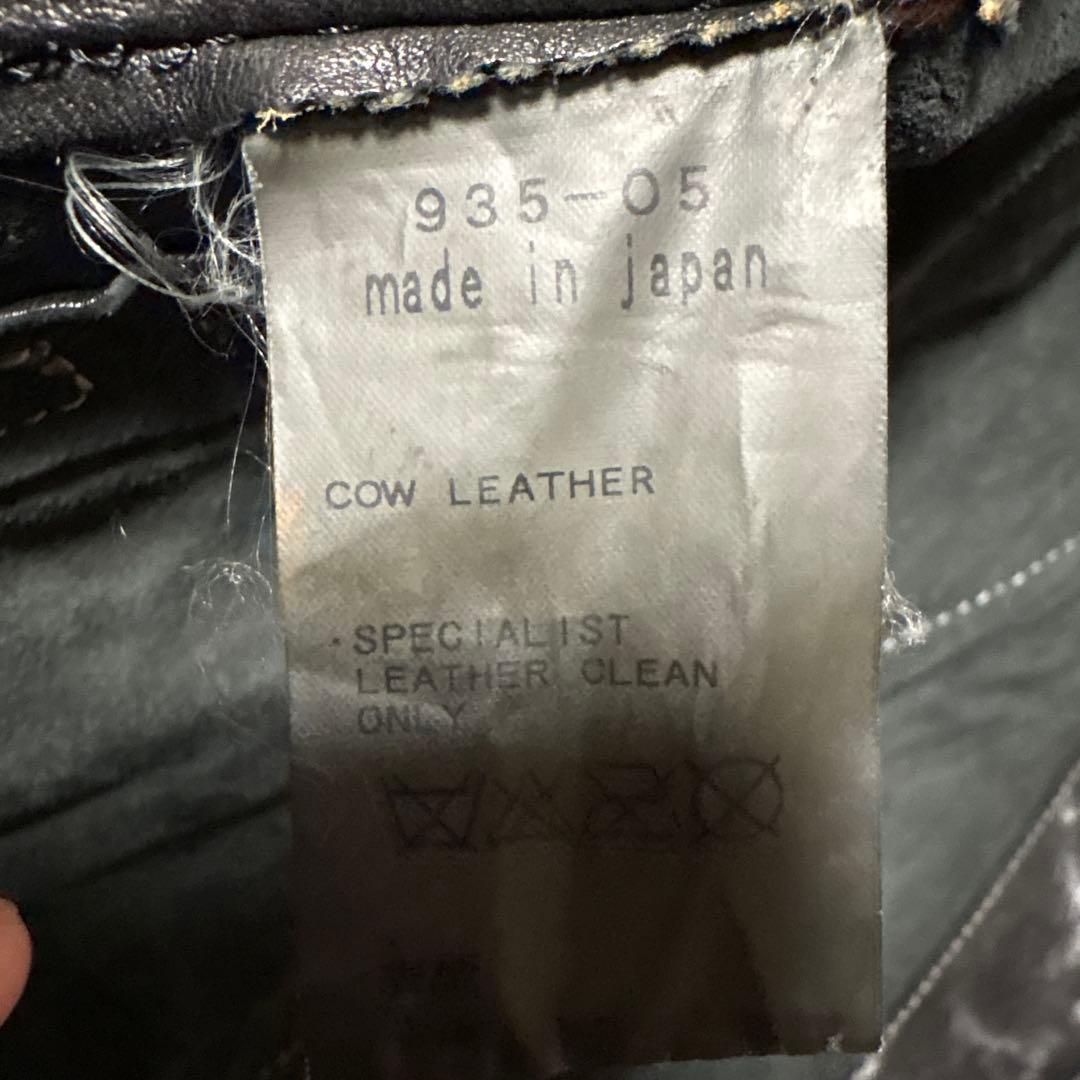 935-05
made in japan
COW LEATHER
・SPECIALIST
LEATHER CLEAN
ONLY